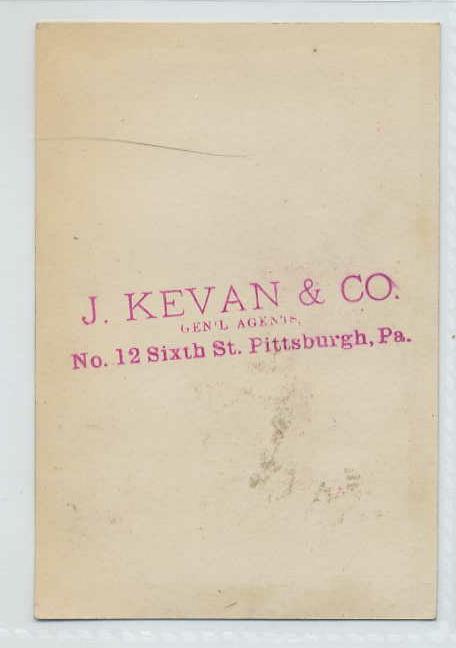 J. KEVAN & CO.
GEN'L AGENTS,
No. 12 Sixth St. Pittsburgh, Pa.